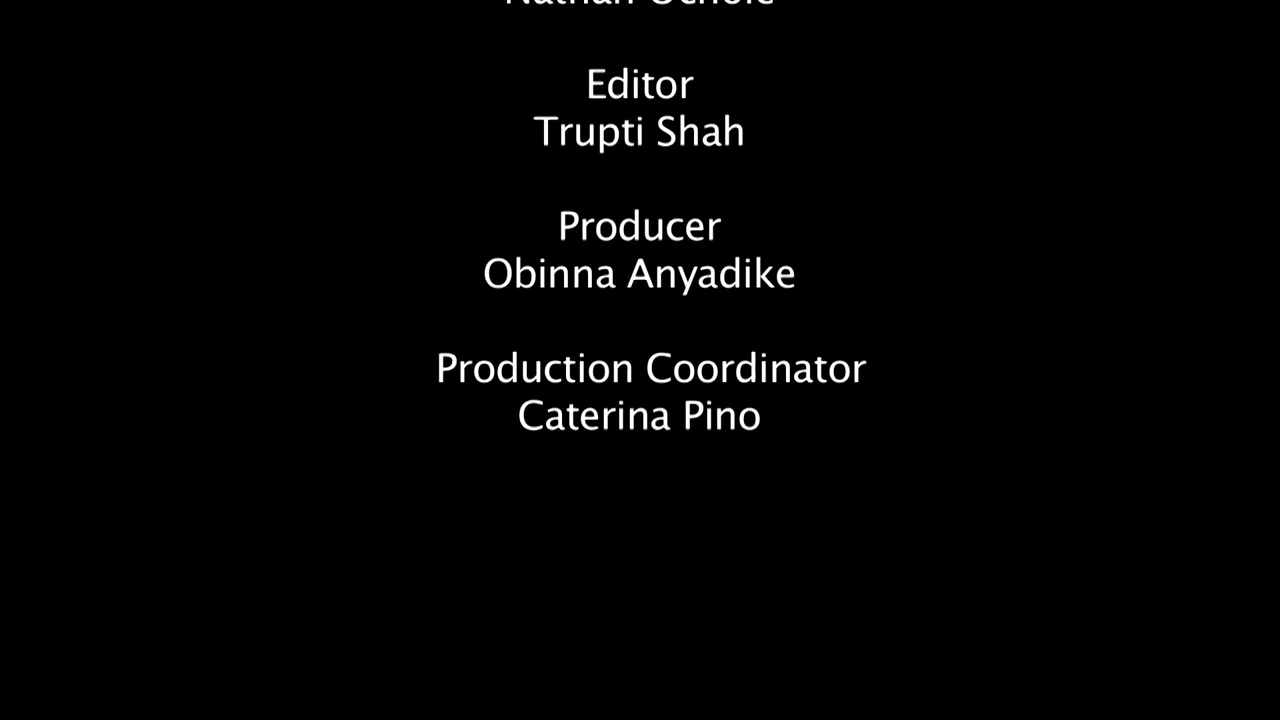 Editor
Trupti Shah
Producer
Obinna Anyadike
Production Coordinator
Caterina Pino